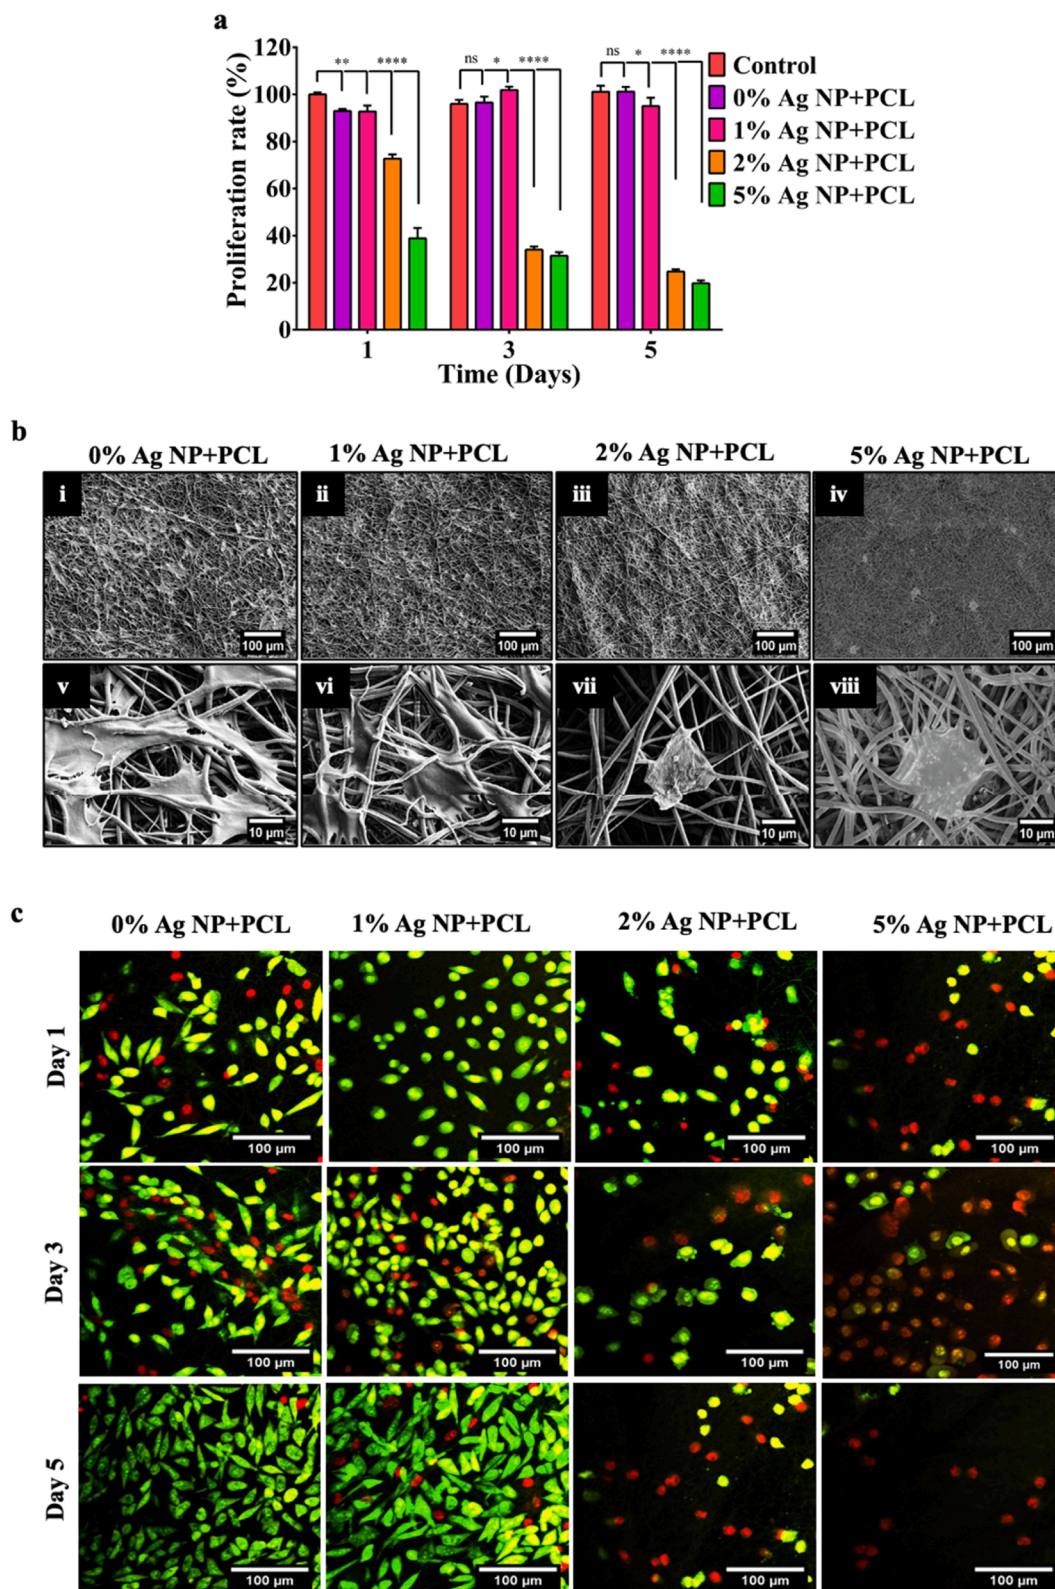 a
120
100
80
60
40
20
0
Proliferation rate (%)
** ****
ns * ****
ns * ****
1 3 5
Time (Days)
Control
0% Ag NP+PCL
1% Ag NP+PCL
2% Ag NP+PCL
5% Ag NP+PCL
b
0% Ag NP+PCL 1% Ag NP+PCL 2% Ag NP+PCL 5% Ag NP+PCL
i ii iii iv
100 µm 100 µm 100 µm 100 µm
v vi vii viii
10 µm 10 µm 10 µm 10 µm
c
0% Ag NP+PCL 1% Ag NP+PCL 2% Ag NP+PCL 5% Ag NP+PCL
Day 1
100 µm 100 µm 100 µm 100 µm
Day 3
100 µm 100 µm 100 µm 100 µm
Day 5
100 µm 100 µm 100 µm 100 µm